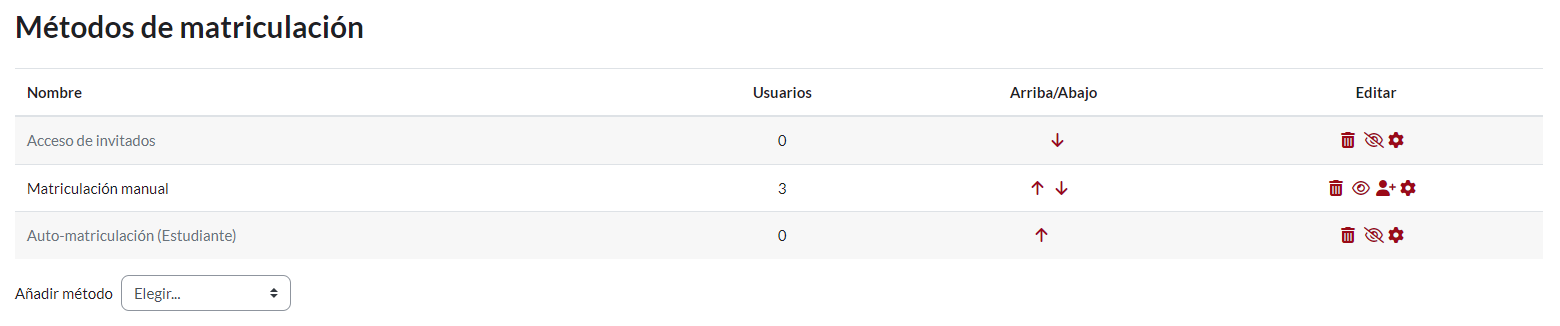 Métodos de matriculación
Nombre Usuarios Arriba/Abajo Editar
Acceso de invitados 0
Matriculación manual 3
Auto-matriculación (Estudiante) 0
Añadir método Elegir...